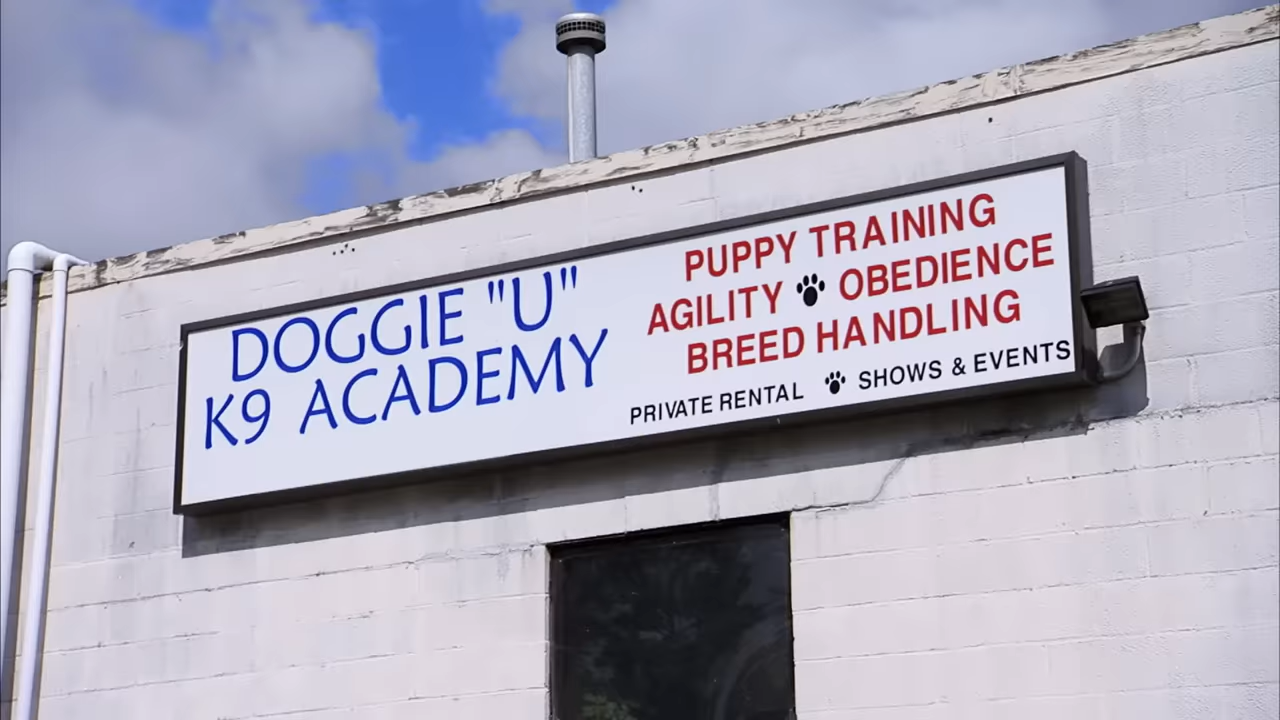 DOGGIE "U"
K9 ACADEMY
PUPPY TRAINING
AGILITY OBEDIENCE
BREED HANDLING
PRIVATE RENTAL SHOWS & EVENTS